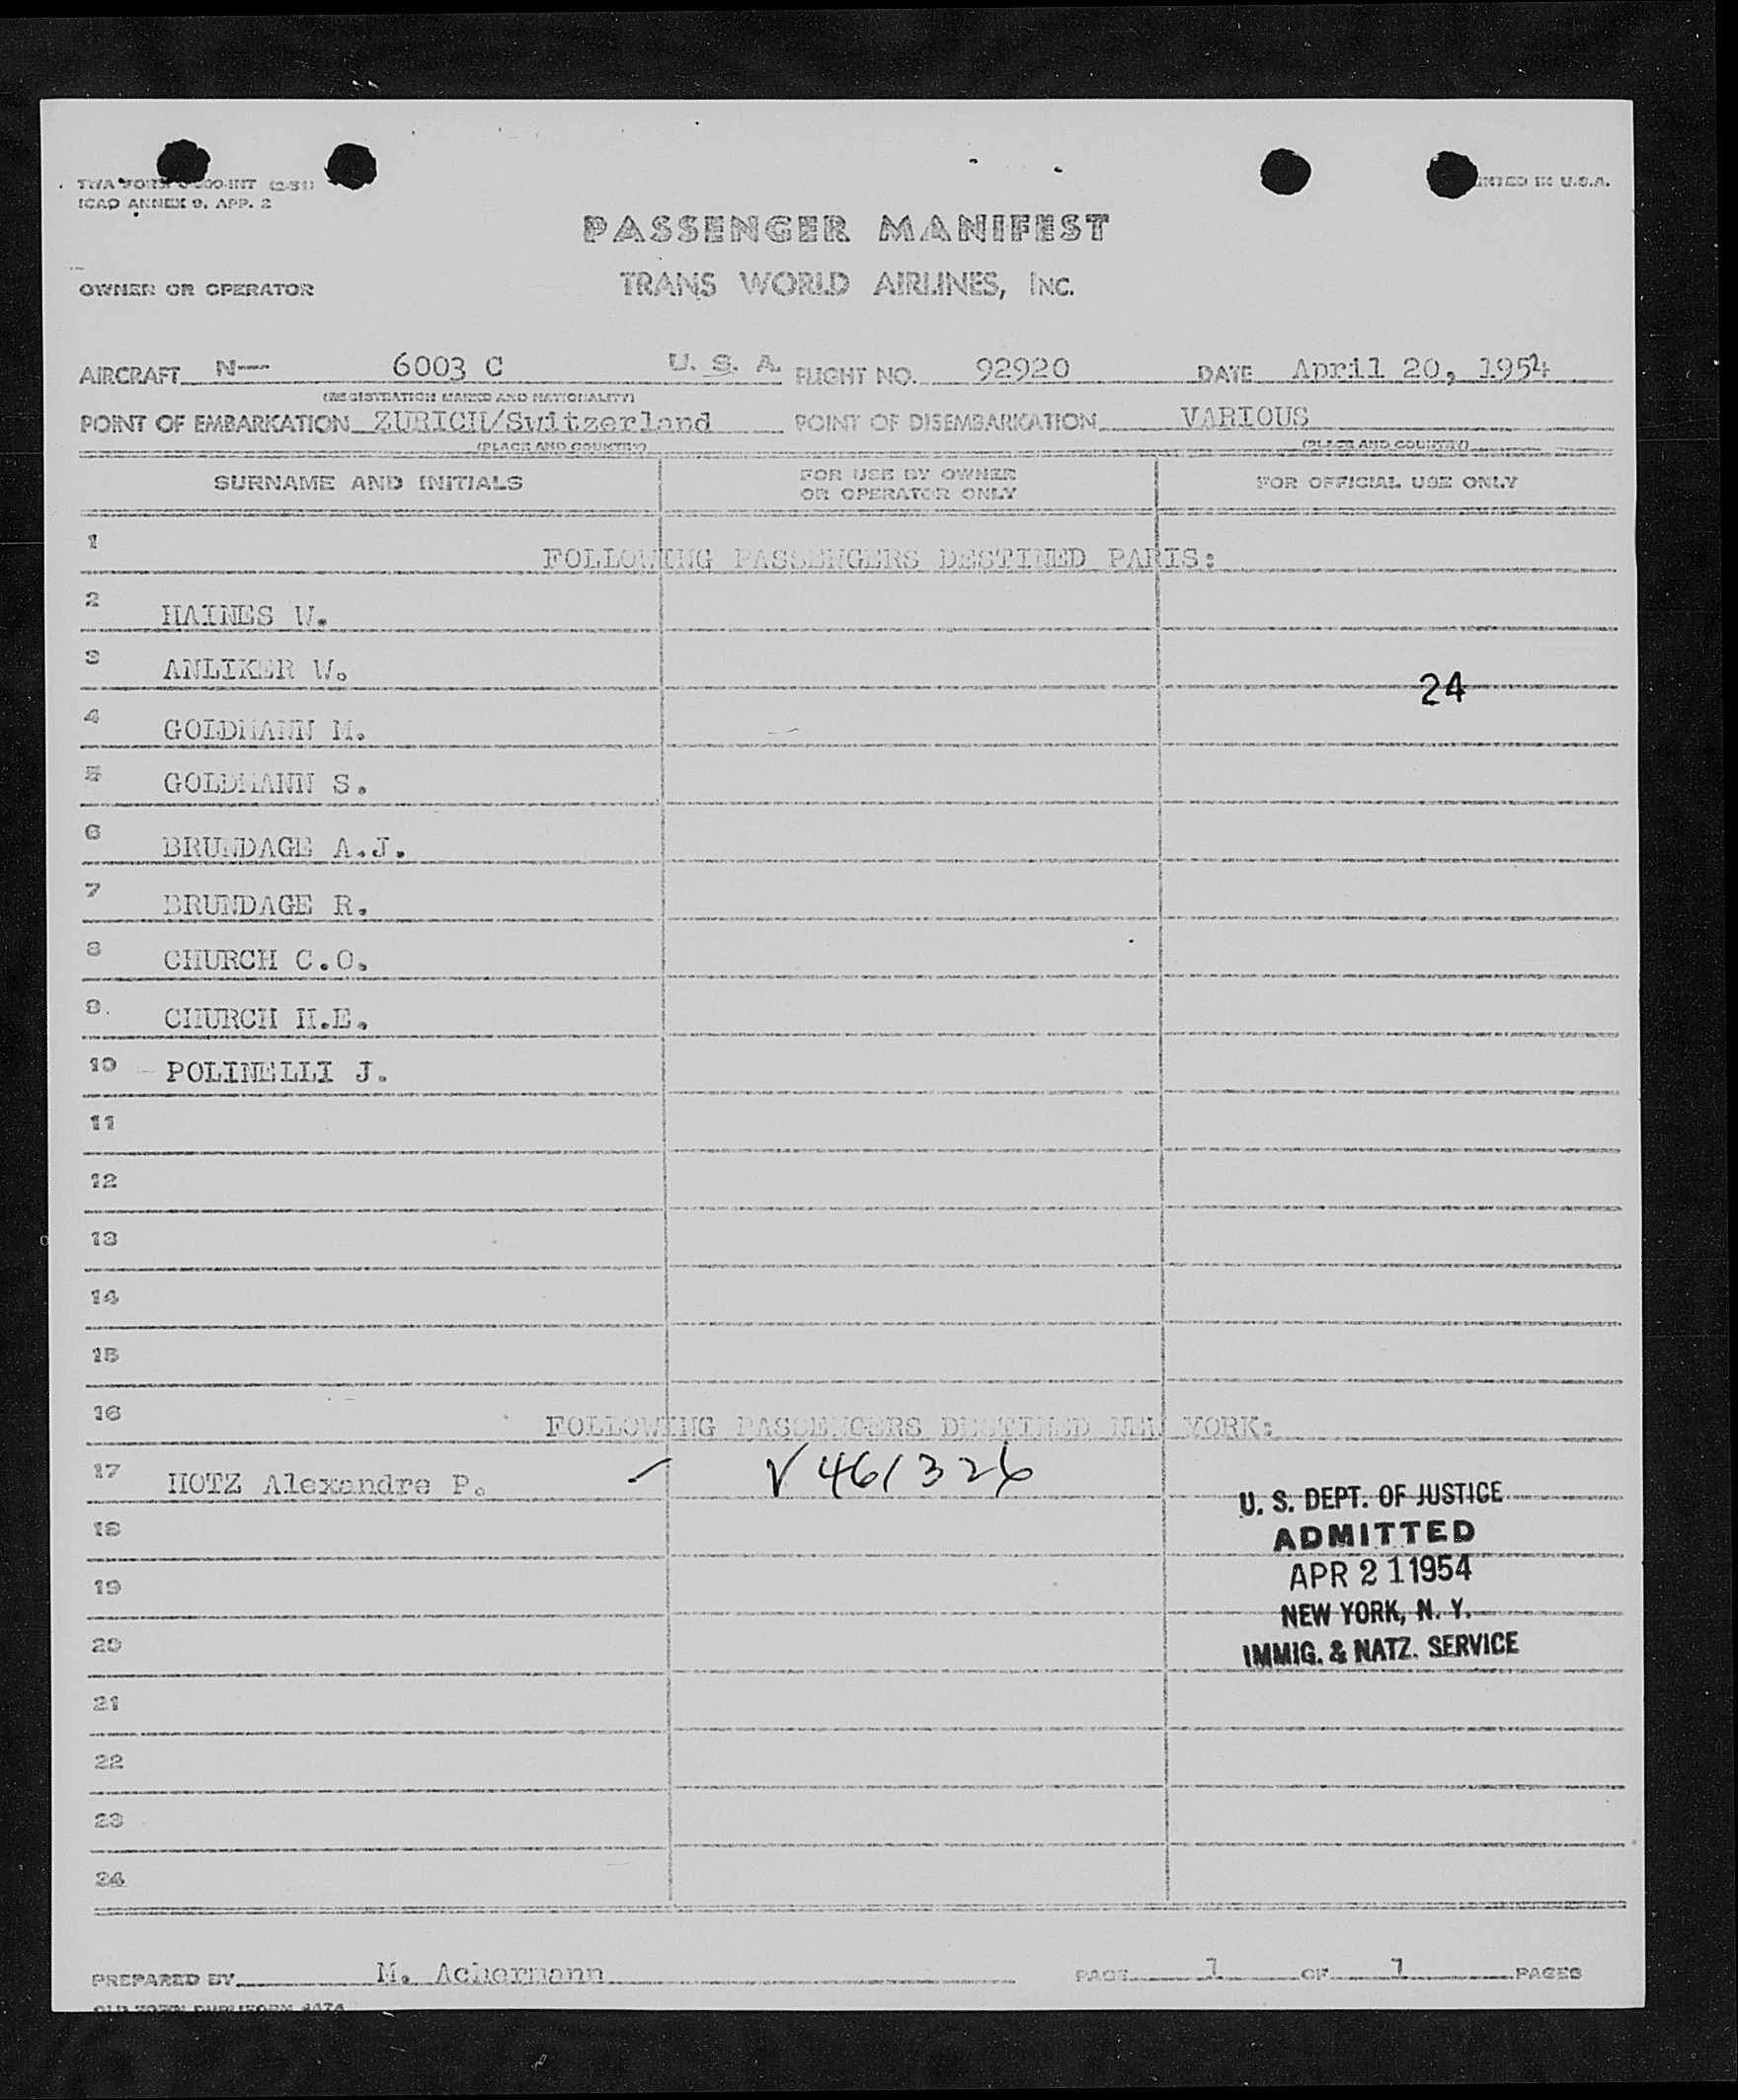 TWA FORM
(2-51)
ICAO ANNEX 9, APP. 2
INTED IN U.S.A.
PASSENGER MANIFEST
OWNER OR OPERATOR TRANS WORLD AIRLINES, INC.
AIRCRAFT N— 6003 C U. S. A. FLIGHT NO. 92920 DATE April 20, 1954
(REGISTRATION MARKS AND NATIONALITY)
POINT OF EMBARKATION ZURICH/Switzerland POINT OF DISEMBARKATION VARIOUS
(PLACE AND COUNTRY) (PLACE AND COUNTRY)
SURNAME AND INITIALS FOR USE BY OWNER OR OPERATOR ONLY FOR OFFICIAL USE ONLY
1 FOLLOWING PASSENGERS DESTINED PARIS:
2 HAINES W.
3 ANLIKER W.
24
4 GOLDMANN M.
5 GOLDMANN S.
6 BRUNDAGE A.J.
7 BRUNDAGE R.
8 CHURCH C.O.
9 CHURCH H.E.
10 POLINELLI J.
11
12
13
14
15
16 FOLLOWING PASSENGERS DESTINED NEW YORK:
17 HOTZ Alexandre P. – V 461326
U. S. DEPT. OF JUSTICE
18
ADMITTED
19
APR 21 1954
NEW YORK, N. Y.
20
IMMIG. & NATZ. SERVICE
21
22
23
24
PREPARED BY M. Achermann PAGE 1 OF 1 PAGES